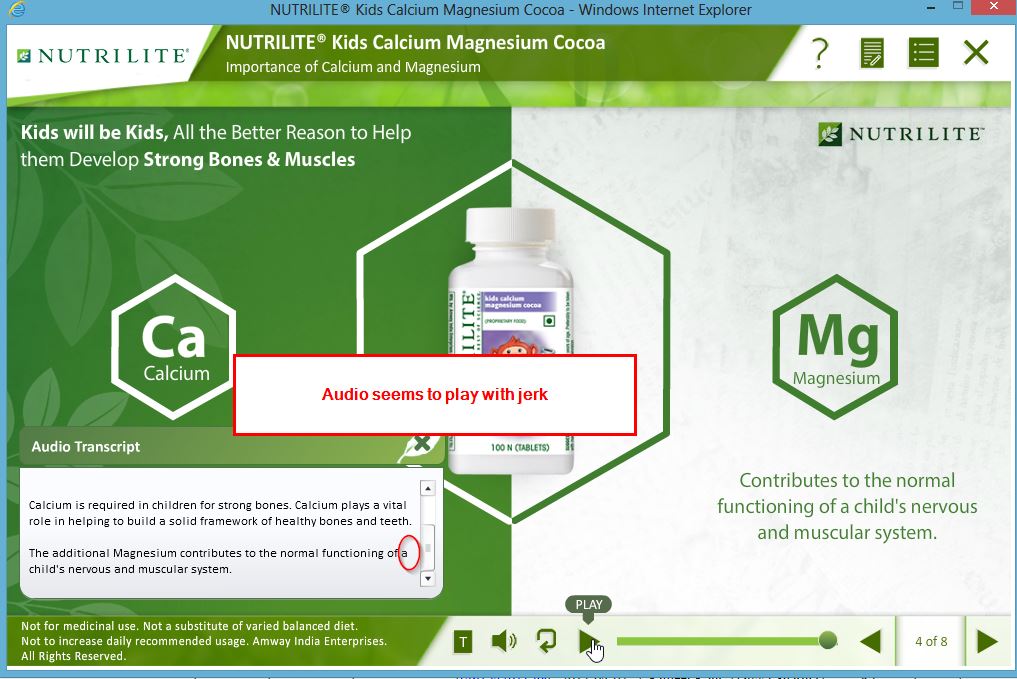 NUTRILITE® Kids Calcium Magnesium Cocoa - Windows Internet Explorer
NUTRILITE®
NUTRILITE® Kids Calcium Magnesium Cocoa
Importance of Calcium and Magnesium
?
Kids will be Kids, All the Better Reason to Help
them Develop Strong Bones & Muscles
NUTRILITE™
kids calcium
magnesium cocoa
(PROPRIETARY FOOD)
100 N (TABLETS)
Ca
Calcium
Mg
Magnesium
Audio seems to play with jerk
Audio Transcript
Calcium is required in children for strong bones. Calcium plays a vital
role in helping to build a solid framework of healthy bones and teeth.
The additional Magnesium contributes to the normal functioning of a
child's nervous and muscular system.
Contributes to the normal
functioning of a child's nervous
and muscular system.
PLAY
Not for medicinal use. Not a substitute of varied balanced diet.
Not to increase daily recommended usage. Amway India Enterprises.
All Rights Reserved.
T
4 of 8